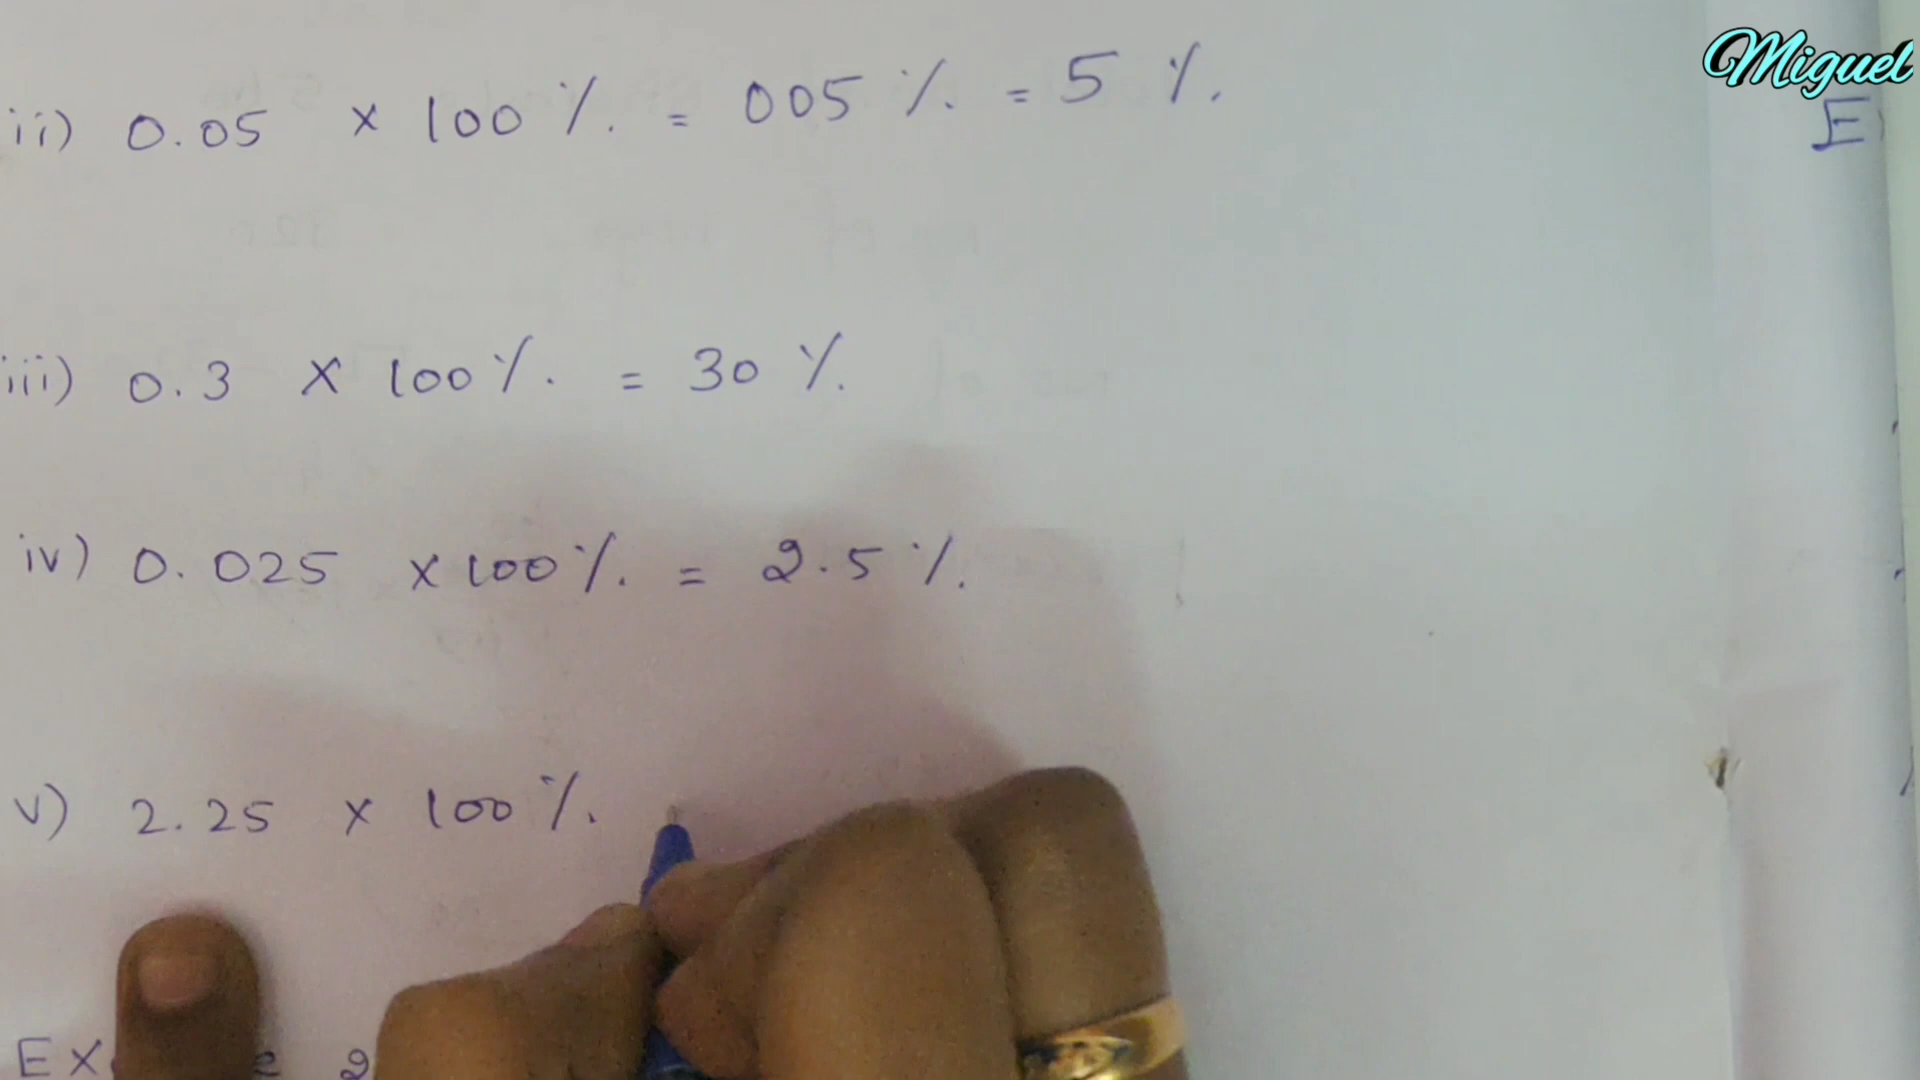 Miguel
ii) 0.05 × 100 % = 005 % = 5 %
E
iii) 0.3 × 100 % = 30 %
iv) 0.025 × 100 % = 2.5 %
v) 2.25 × 100 %
2